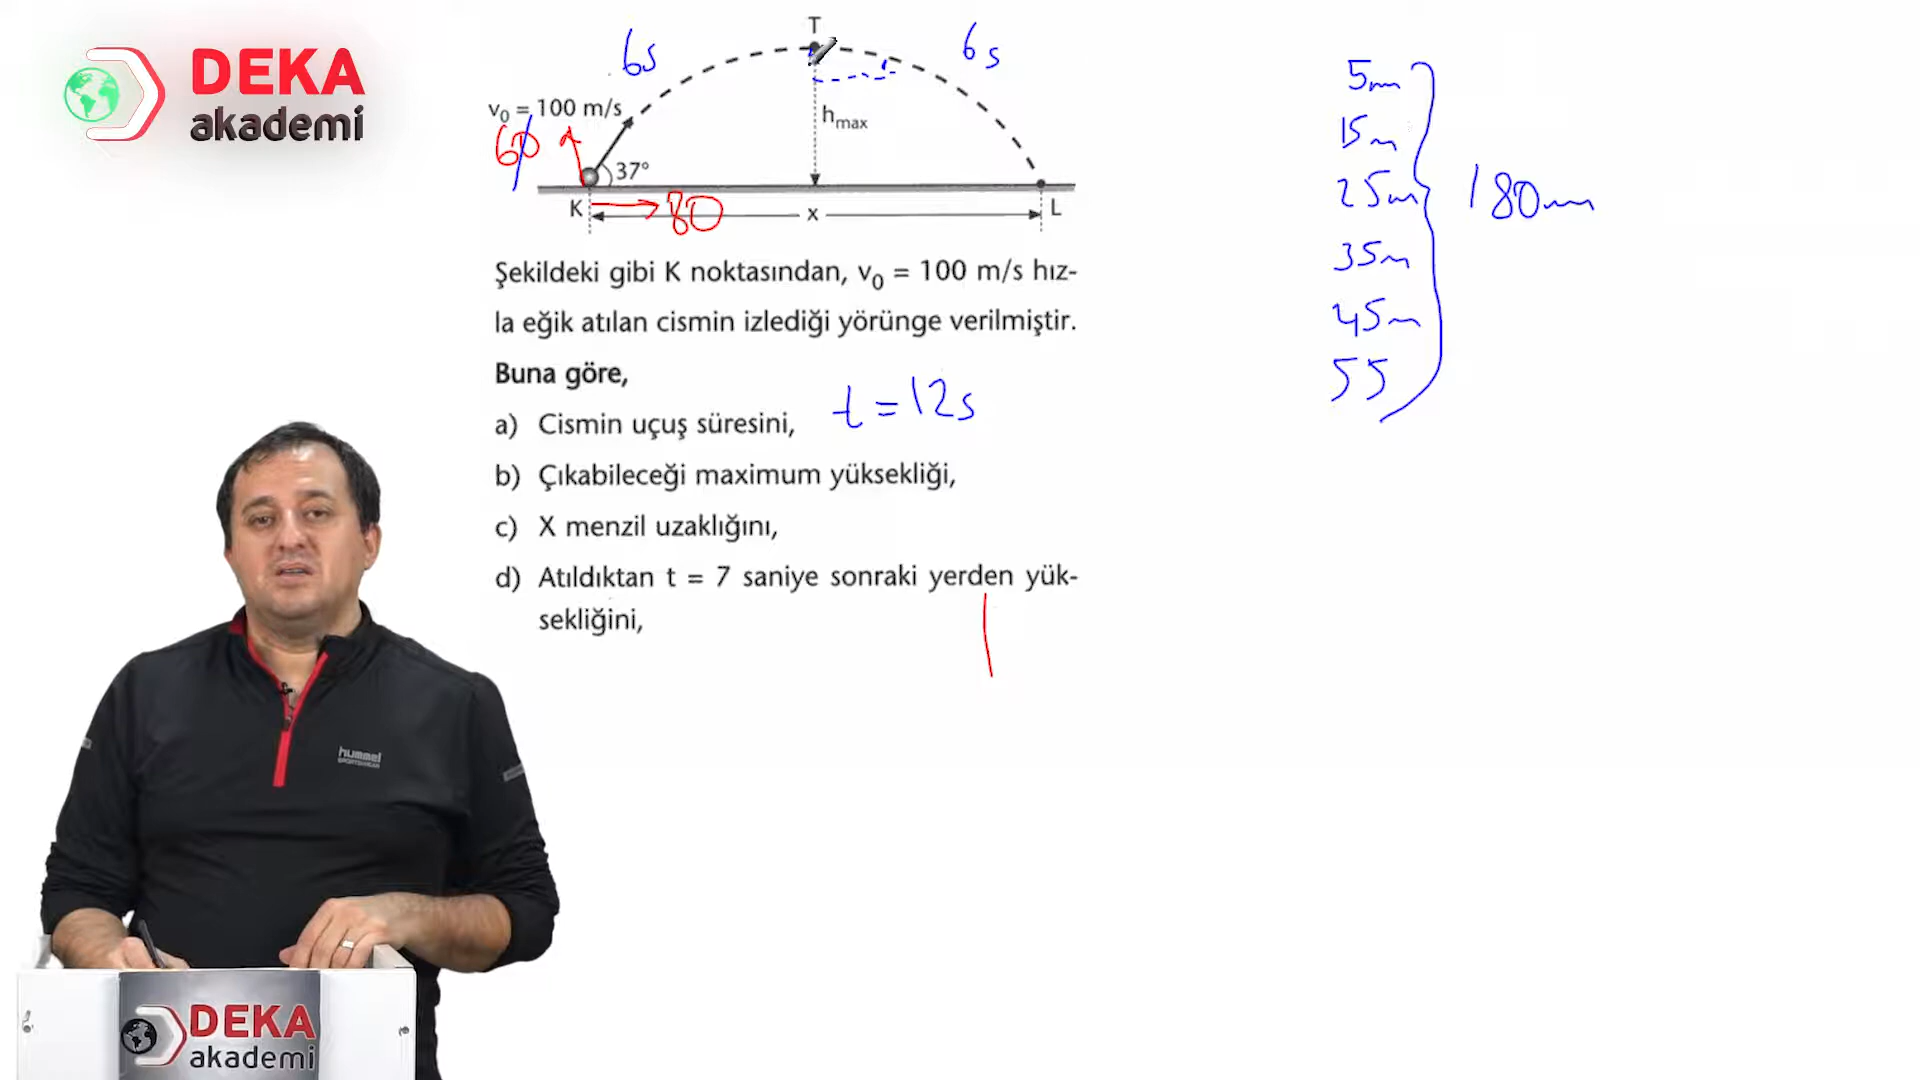 DEKA
akademi
T
6s
6s
v₀ = 100 m/s
60
hmax
37°
K
80
x
L
5m
15m
25m
35m
45m
55
180m
Şekildeki gibi K noktasından, v₀ = 100 m/s hız-
la eğik atılan cismin izlediği yörünge verilmiştir.
Buna göre,
a) Cismin uçuş süresini,
t = 12s
b) Çıkabileceği maximum yüksekliği,
c) X menzil uzaklığını,
d) Atıldıktan t = 7 saniye sonraki yerden yük-
sekliğini,
hummel
DEKA
akademi